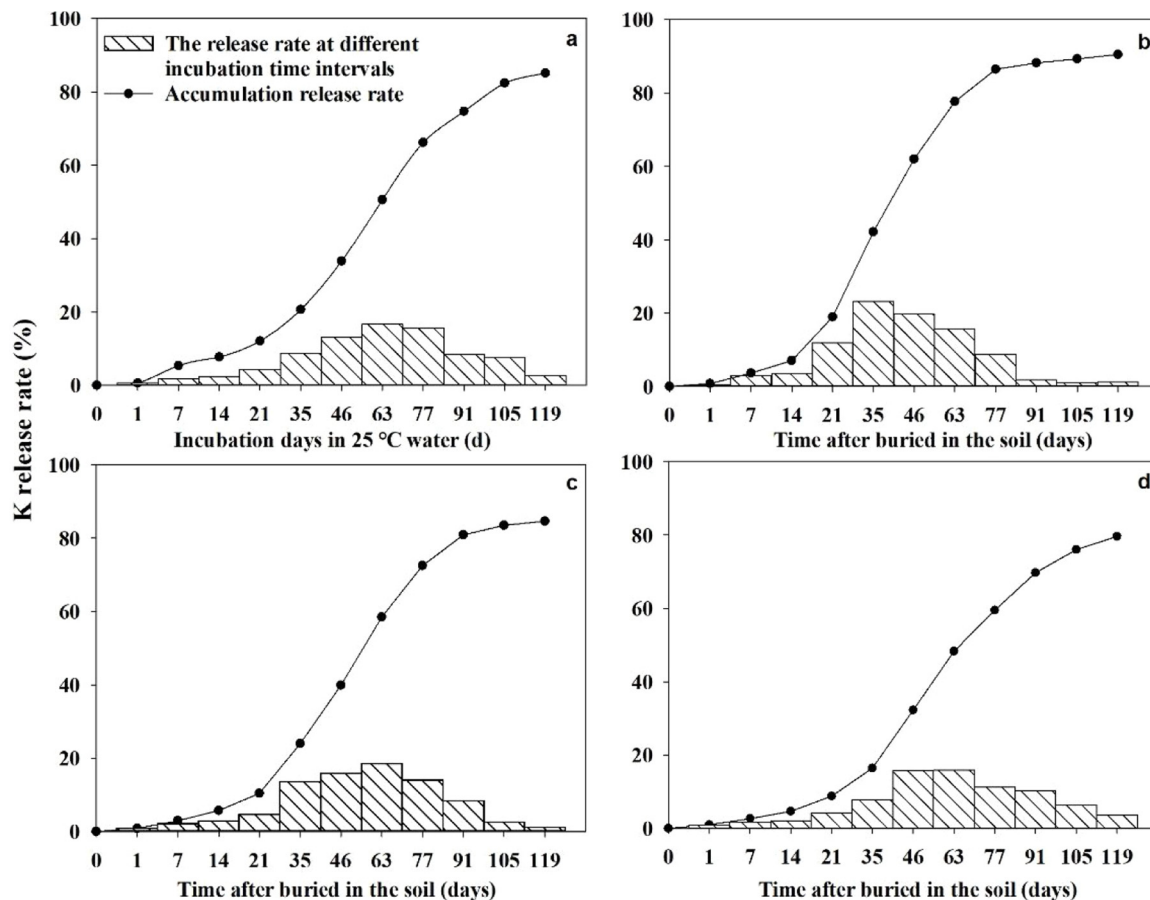 K release rate (%)
100
80
60
40
20
0
a
The release rate at different
incubation time intervals
Accumulation release rate
0 1 7 14 21 35 46 63 77 91 105 119
Incubation days in 25 °C water (d)
100
80
60
40
20
0
b
0 1 7 14 21 35 46 63 77 91 105 119
Time after buried in the soil (days)
100
80
60
40
20
0
c
0 1 7 14 21 35 46 63 77 91 105 119
Time after buried in the soil (days)
100
80
60
40
20
0
d
0 1 7 14 21 35 46 63 77 91 105 119
Time after buried in the soil (days)